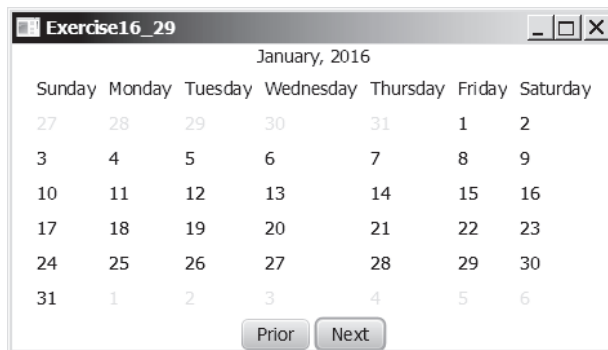 Exercise16_29
January, 2016
Sunday Monday Tuesday Wednesday Thursday Friday Saturday
27 28 29 30 31 1 2
3 4 5 6 7 8 9
10 11 12 13 14 15 16
17 18 19 20 21 22 23
24 25 26 27 28 29 30
31 1 2 3 4 5 6
Prior Next